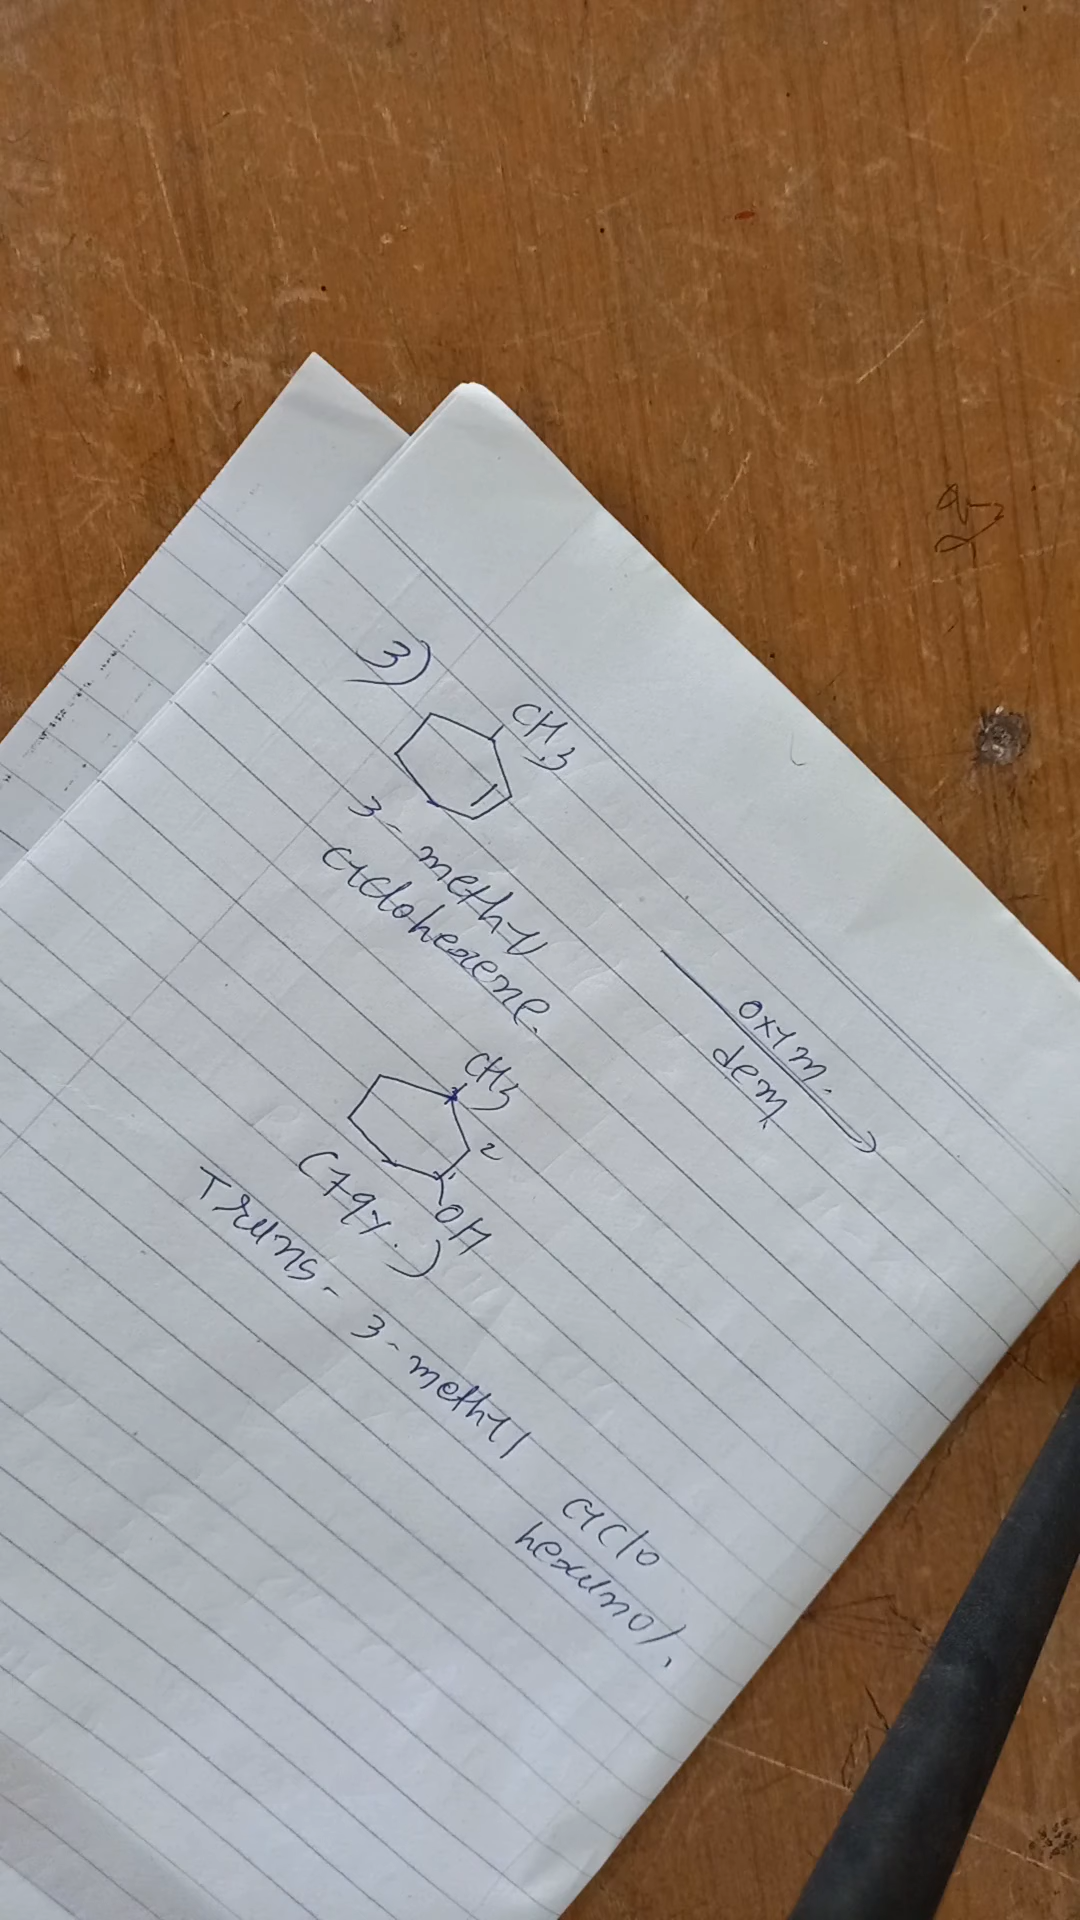 3)
CH3
3-methyl
cyclohexene.
oxym.
dem.
CH3
2
OH
(79%.)
Trans-3-methyl cyclo
hexanol.